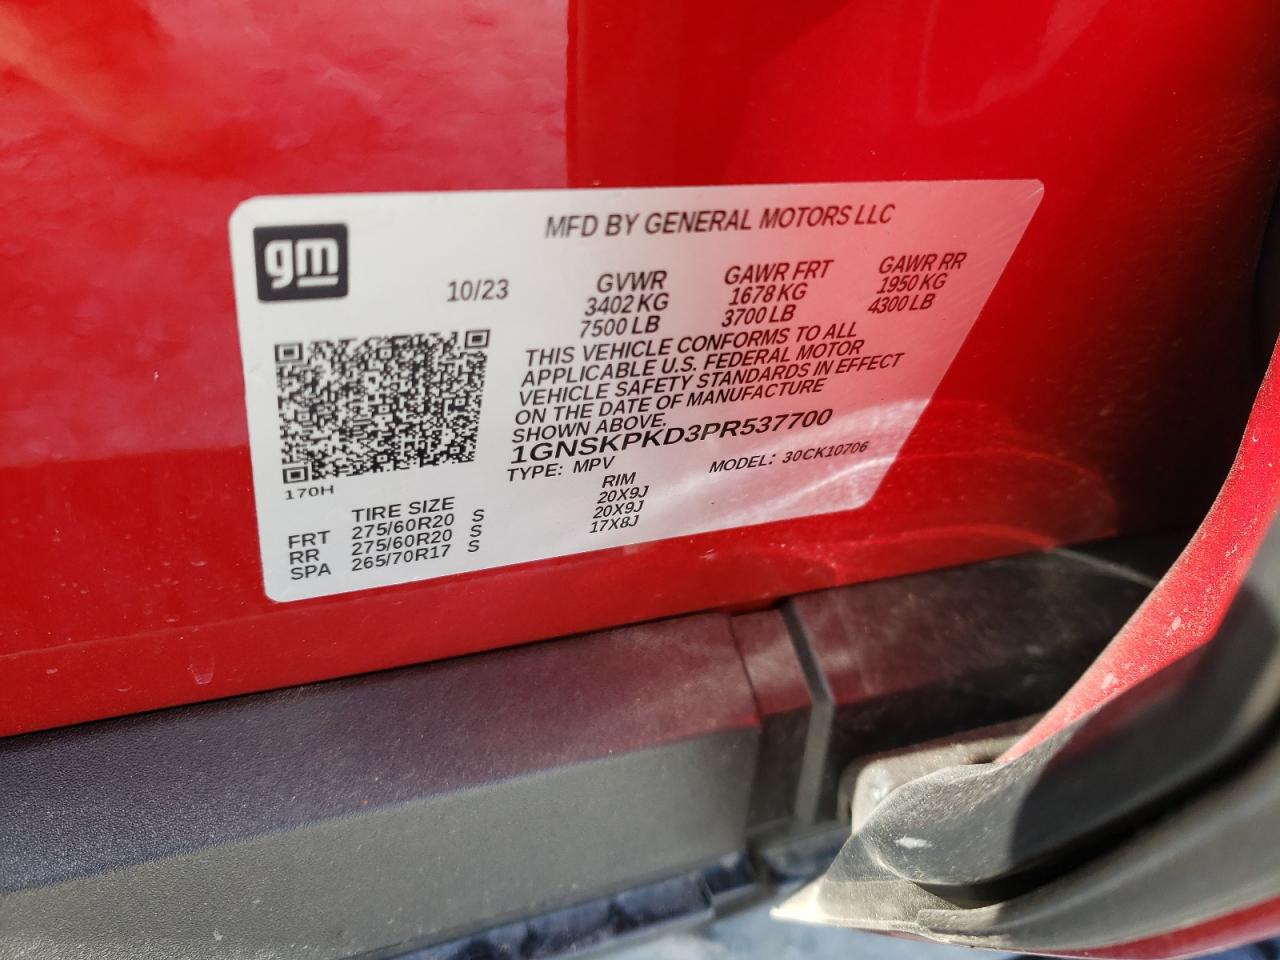 gm
MFD BY GENERAL MOTORS LLC
10/23
GVWR GAWR FRT GAWR RR
3402 KG 1678 KG 1950 KG
7500 LB 3700 LB 4300 LB
THIS VEHICLE CONFORMS TO ALL
APPLICABLE U.S. FEDERAL MOTOR
VEHICLE SAFETY STANDARDS IN EFFECT
ON THE DATE OF MANUFACTURE
SHOWN ABOVE.
1GNSKPKD3PR537700
TYPE: MPV MODEL: 30CK10706
170H
TIRE SIZE RIM
FRT 275/60R20 S 20X9J
RR 275/60R20 S 20X9J
SPA 265/70R17 S 17X8J